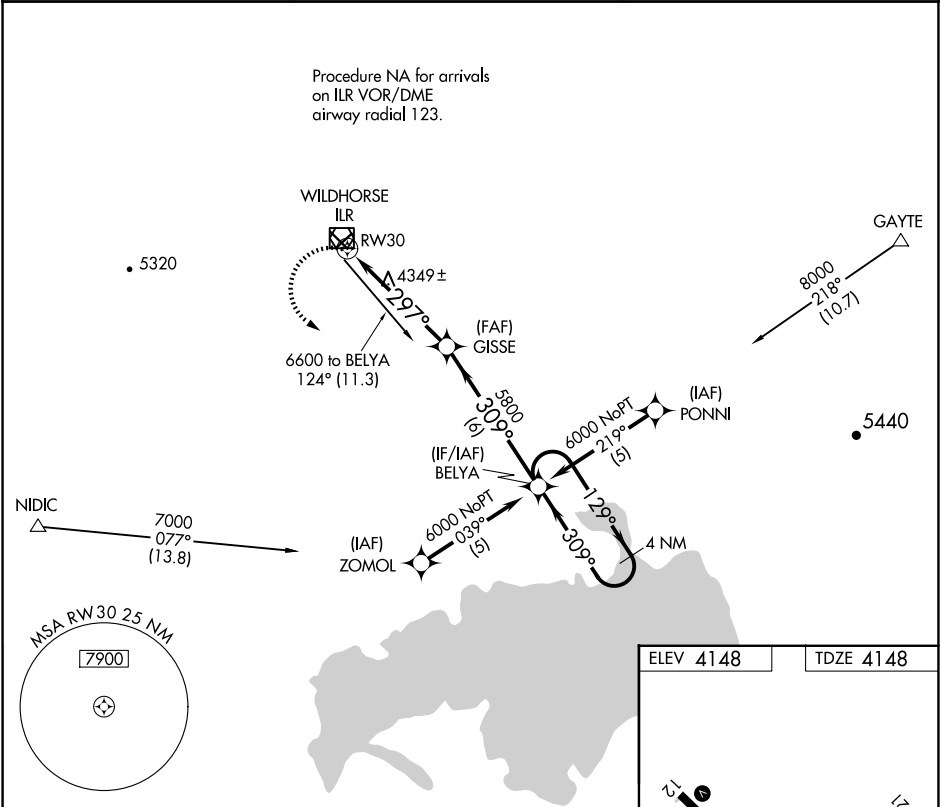 Procedure NA for arrivals
on ILR VOR/DME
airway radial 123.
WILDHORSE
ILR
RW30
5320
4349±
297°
6600 to BELYA
124° (11.3)
(FAF)
GISSE
GAYTE
8000
218°
(10.7)
5800
309°
(6)
(IAF)
PONNI
6000 NoPT
219°
(5)
5440
(IF/IAF)
BELYA
NIDIC
7000
077°
(13.8)
6000 NoPT
039°
(5)
(IAF)
ZOMOL
129°
309°
4 NM
MSA RW30 25 NM
7900
ELEV 4148
TDZE 4148
12
V